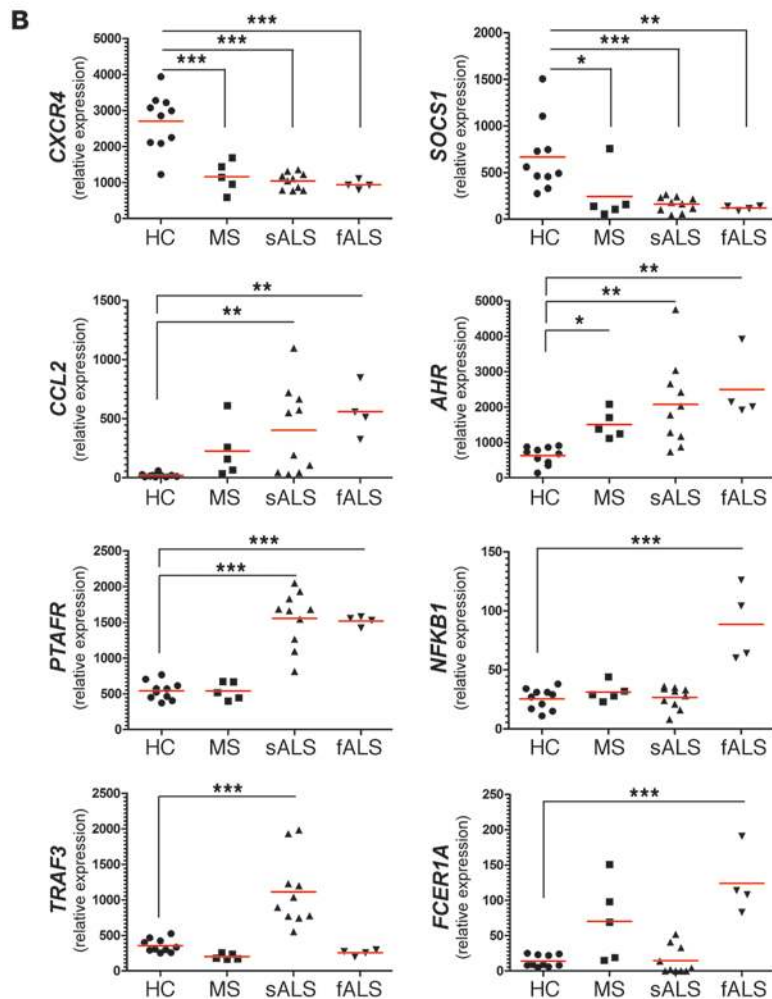 B
***
***
***
5000
4000
3000
2000
1000
0
CXCR4
(relative expression)
HC MS sALS fALS
**
***
*
2000
1500
1000
500
0
SOCS1
(relative expression)
HC MS sALS fALS
**
**
1500
1000
500
0
CCL2
(relative expression)
HC MS sALS fALS
**
**
*
5000
4000
3000
2000
1000
0
AHR
(relative expression)
HC MS sALS fALS
***
***
2500
2000
1500
1000
500
0
PTAFR
(relative expression)
HC MS sALS fALS
***
150
100
50
0
NFKB1
(relative expression)
HC MS sALS fALS
***
2500
2000
1500
1000
500
0
TRAF3
(relative expression)
HC MS sALS fALS
***
250
200
150
100
50
0
FCER1A
(relative expression)
HC MS sALS fALS